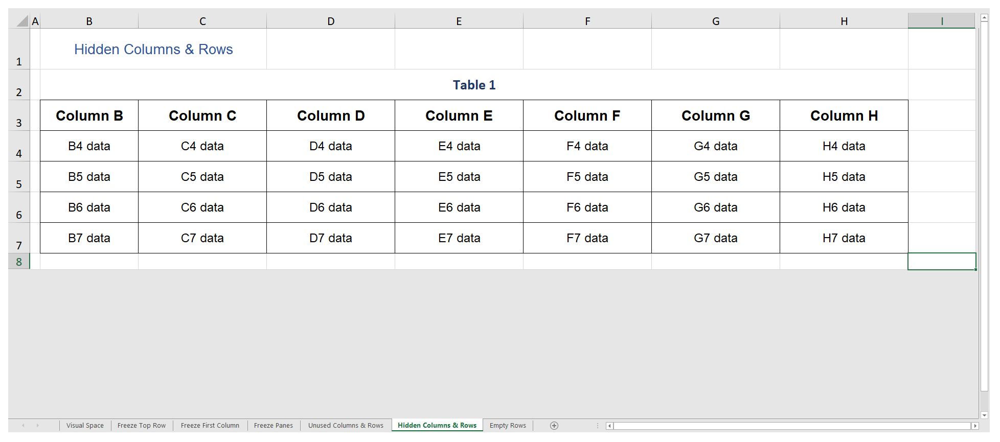 A B C D E F G H I
1 Hidden Columns & Rows
2 Table 1
3 Column B Column C Column D Column E Column F Column G Column H
4 B4 data C4 data D4 data E4 data F4 data G4 data H4 data
5 B5 data C5 data D5 data E5 data F5 data G5 data H5 data
6 B6 data C6 data D6 data E6 data F6 data G6 data H6 data
7 B7 data C7 data D7 data E7 data F7 data G7 data H7 data
8
Visual Space Freeze Top Row Freeze First Column Freeze Panes Unused Columns & Rows Hidden Columns & Rows Empty Rows